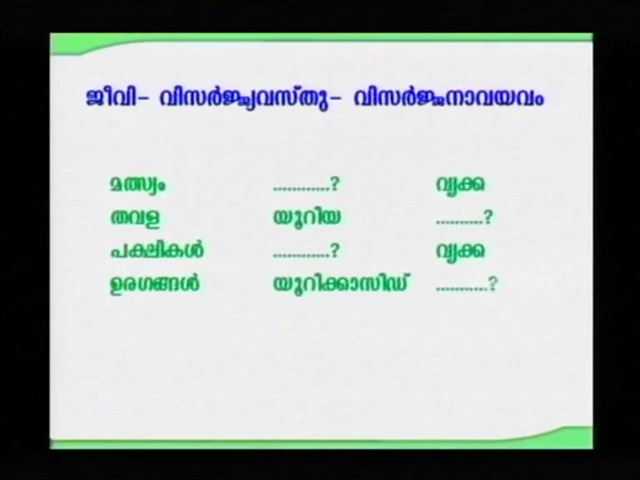 ജീവി- വിസർജ്ജ്യവസ്തു- വിസർജ്ജനാവയവം
മത്സ്യം ............? വൃക്ക
തവള യൂറിയ ..........?
പക്ഷികൾ ............? വൃക്ക
ഉരഗങ്ങൾ യൂറിക്കാസിഡ് ...........?